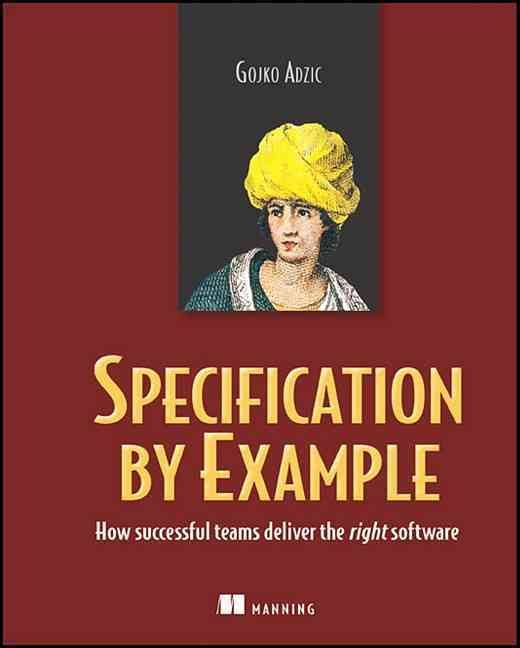 Gojko Adzic
Specification
by Example
How successful teams deliver the right software
MANNING